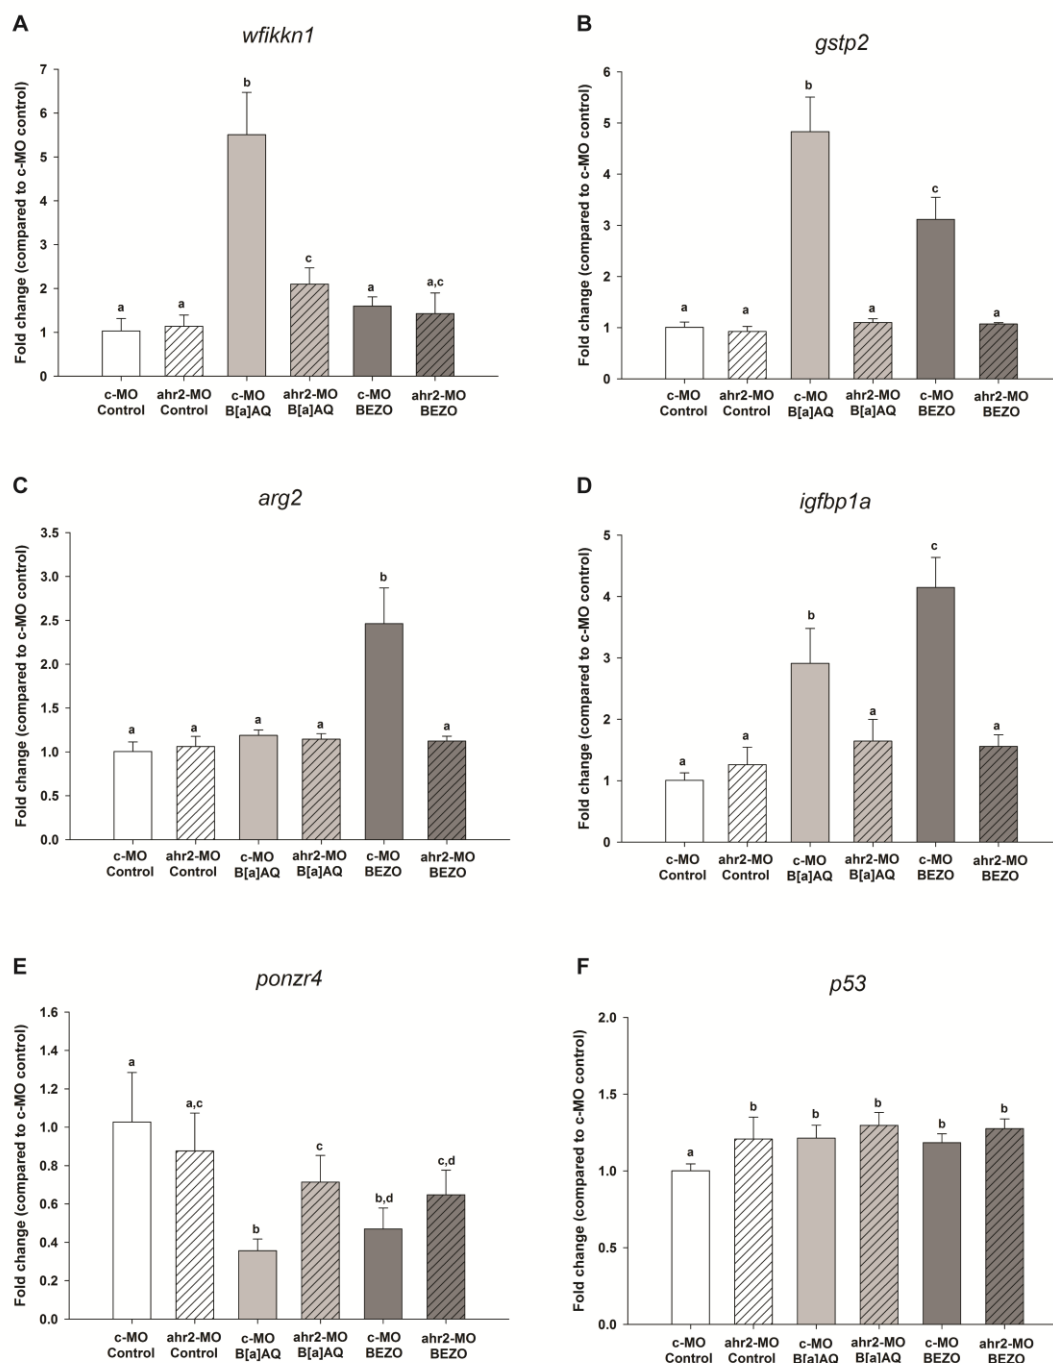 A
wfikkn1
Fold change (compared to c-MO control)
7
6
5
4
3
2
1
0
a
a
b
c
a
a,c
c-MO ahr2-MO c-MO ahr2-MO c-MO ahr2-MO
Control Control B[a]AQ B[a]AQ BEZO BEZO
B
gstp2
Fold change (compared to c-MO control)
6
5
4
3
2
1
0
a
a
b
a
c
a
c-MO ahr2-MO c-MO ahr2-MO c-MO ahr2-MO
Control Control B[a]AQ B[a]AQ BEZO BEZO
C
arg2
Fold change (compared to c-MO control)
3.5
3.0
2.5
2.0
1.5
1.0
0.5
0.0
a
a
a
a
b
a
c-MO ahr2-MO c-MO ahr2-MO c-MO ahr2-MO
Control Control B[a]AQ B[a]AQ BEZO BEZO
D
igfbp1a
Fold change (compared to c-MO control)
5
4
3
2
1
0
a
a
b
a
c
a
c-MO ahr2-MO c-MO ahr2-MO c-MO ahr2-MO
Control Control B[a]AQ B[a]AQ BEZO BEZO
E
ponzr4
Fold change (compared to c-MO control)
1.6
1.4
1.2
1.0
0.8
0.6
0.4
0.2
0.0
a
a,c
b
c
b,d
c,d
c-MO ahr2-MO c-MO ahr2-MO c-MO ahr2-MO
Control Control B[a]AQ B[a]AQ BEZO BEZO
F
p53
Fold change (compared to c-MO control)
2.0
1.5
1.0
0.5
0.0
a
b
b
b
b
b
c-MO ahr2-MO c-MO ahr2-MO c-MO ahr2-MO
Control Control B[a]AQ B[a]AQ BEZO BEZO